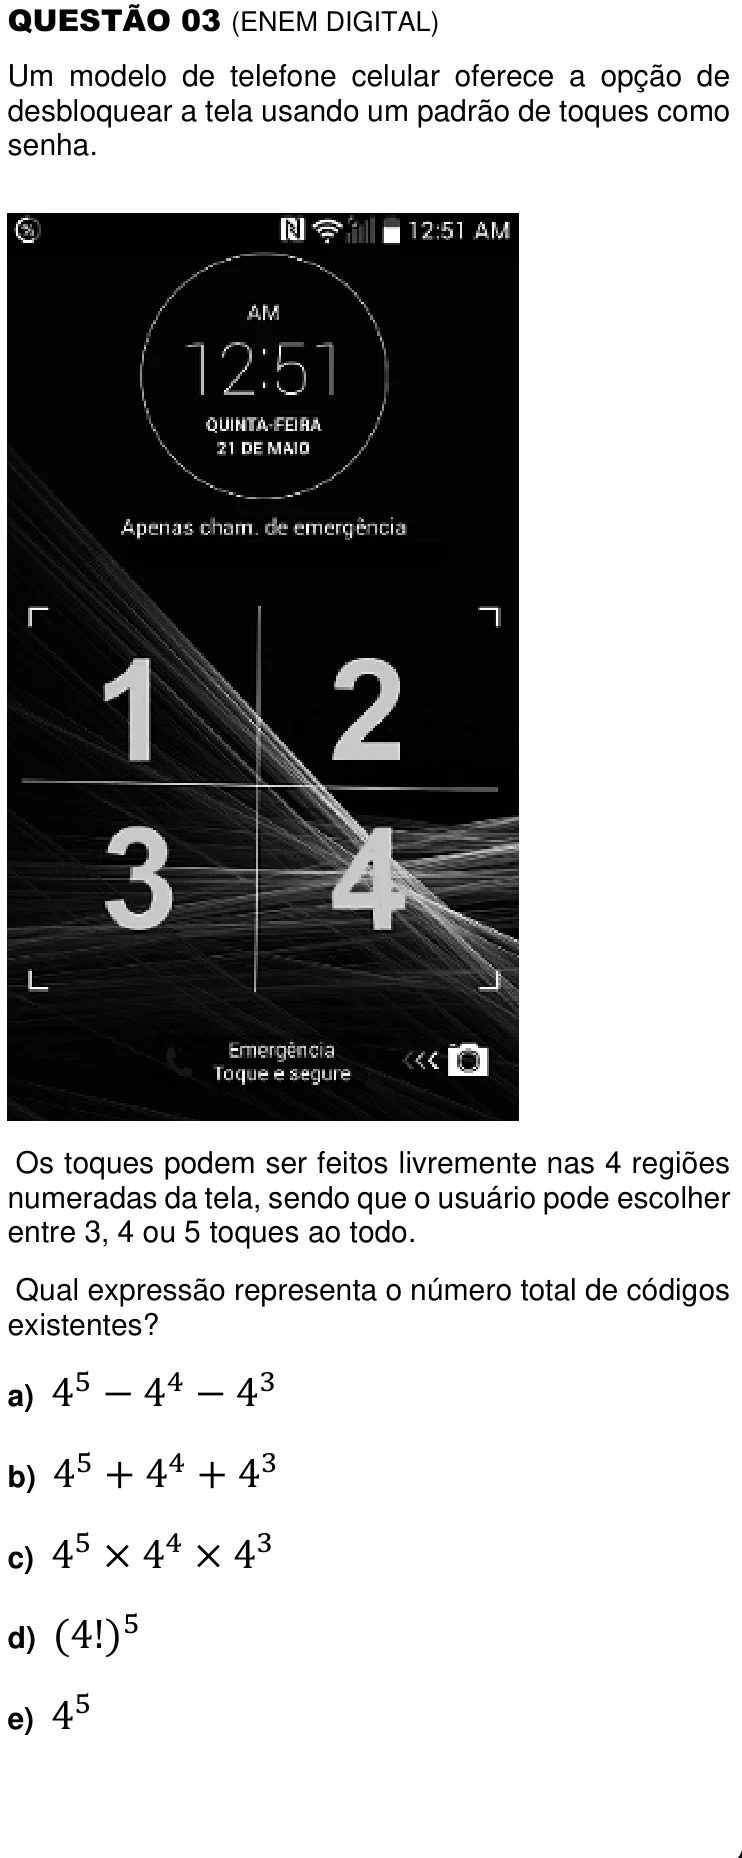 QUESTÃO 03 (ENEM DIGITAL)
Um modelo de telefone celular oferece a opção de
desbloquear a tela usando um padrão de toques como
senha.
12:51 AM
AM
12:51
QUINTA-FEIRA
21 DE MAIO
Apenas cham. de emergência
1 2
3 4
Emergência
Toque e segure
Os toques podem ser feitos livremente nas 4 regiões
numeradas da tela, sendo que o usuário pode escolher
entre 3, 4 ou 5 toques ao todo.
Qual expressão representa o número total de códigos
existentes?
a) 4⁵ − 4⁴ − 4³
b) 4⁵ + 4⁴ + 4³
c) 4⁵ × 4⁴ × 4³
d) (4!)⁵
e) 4⁵